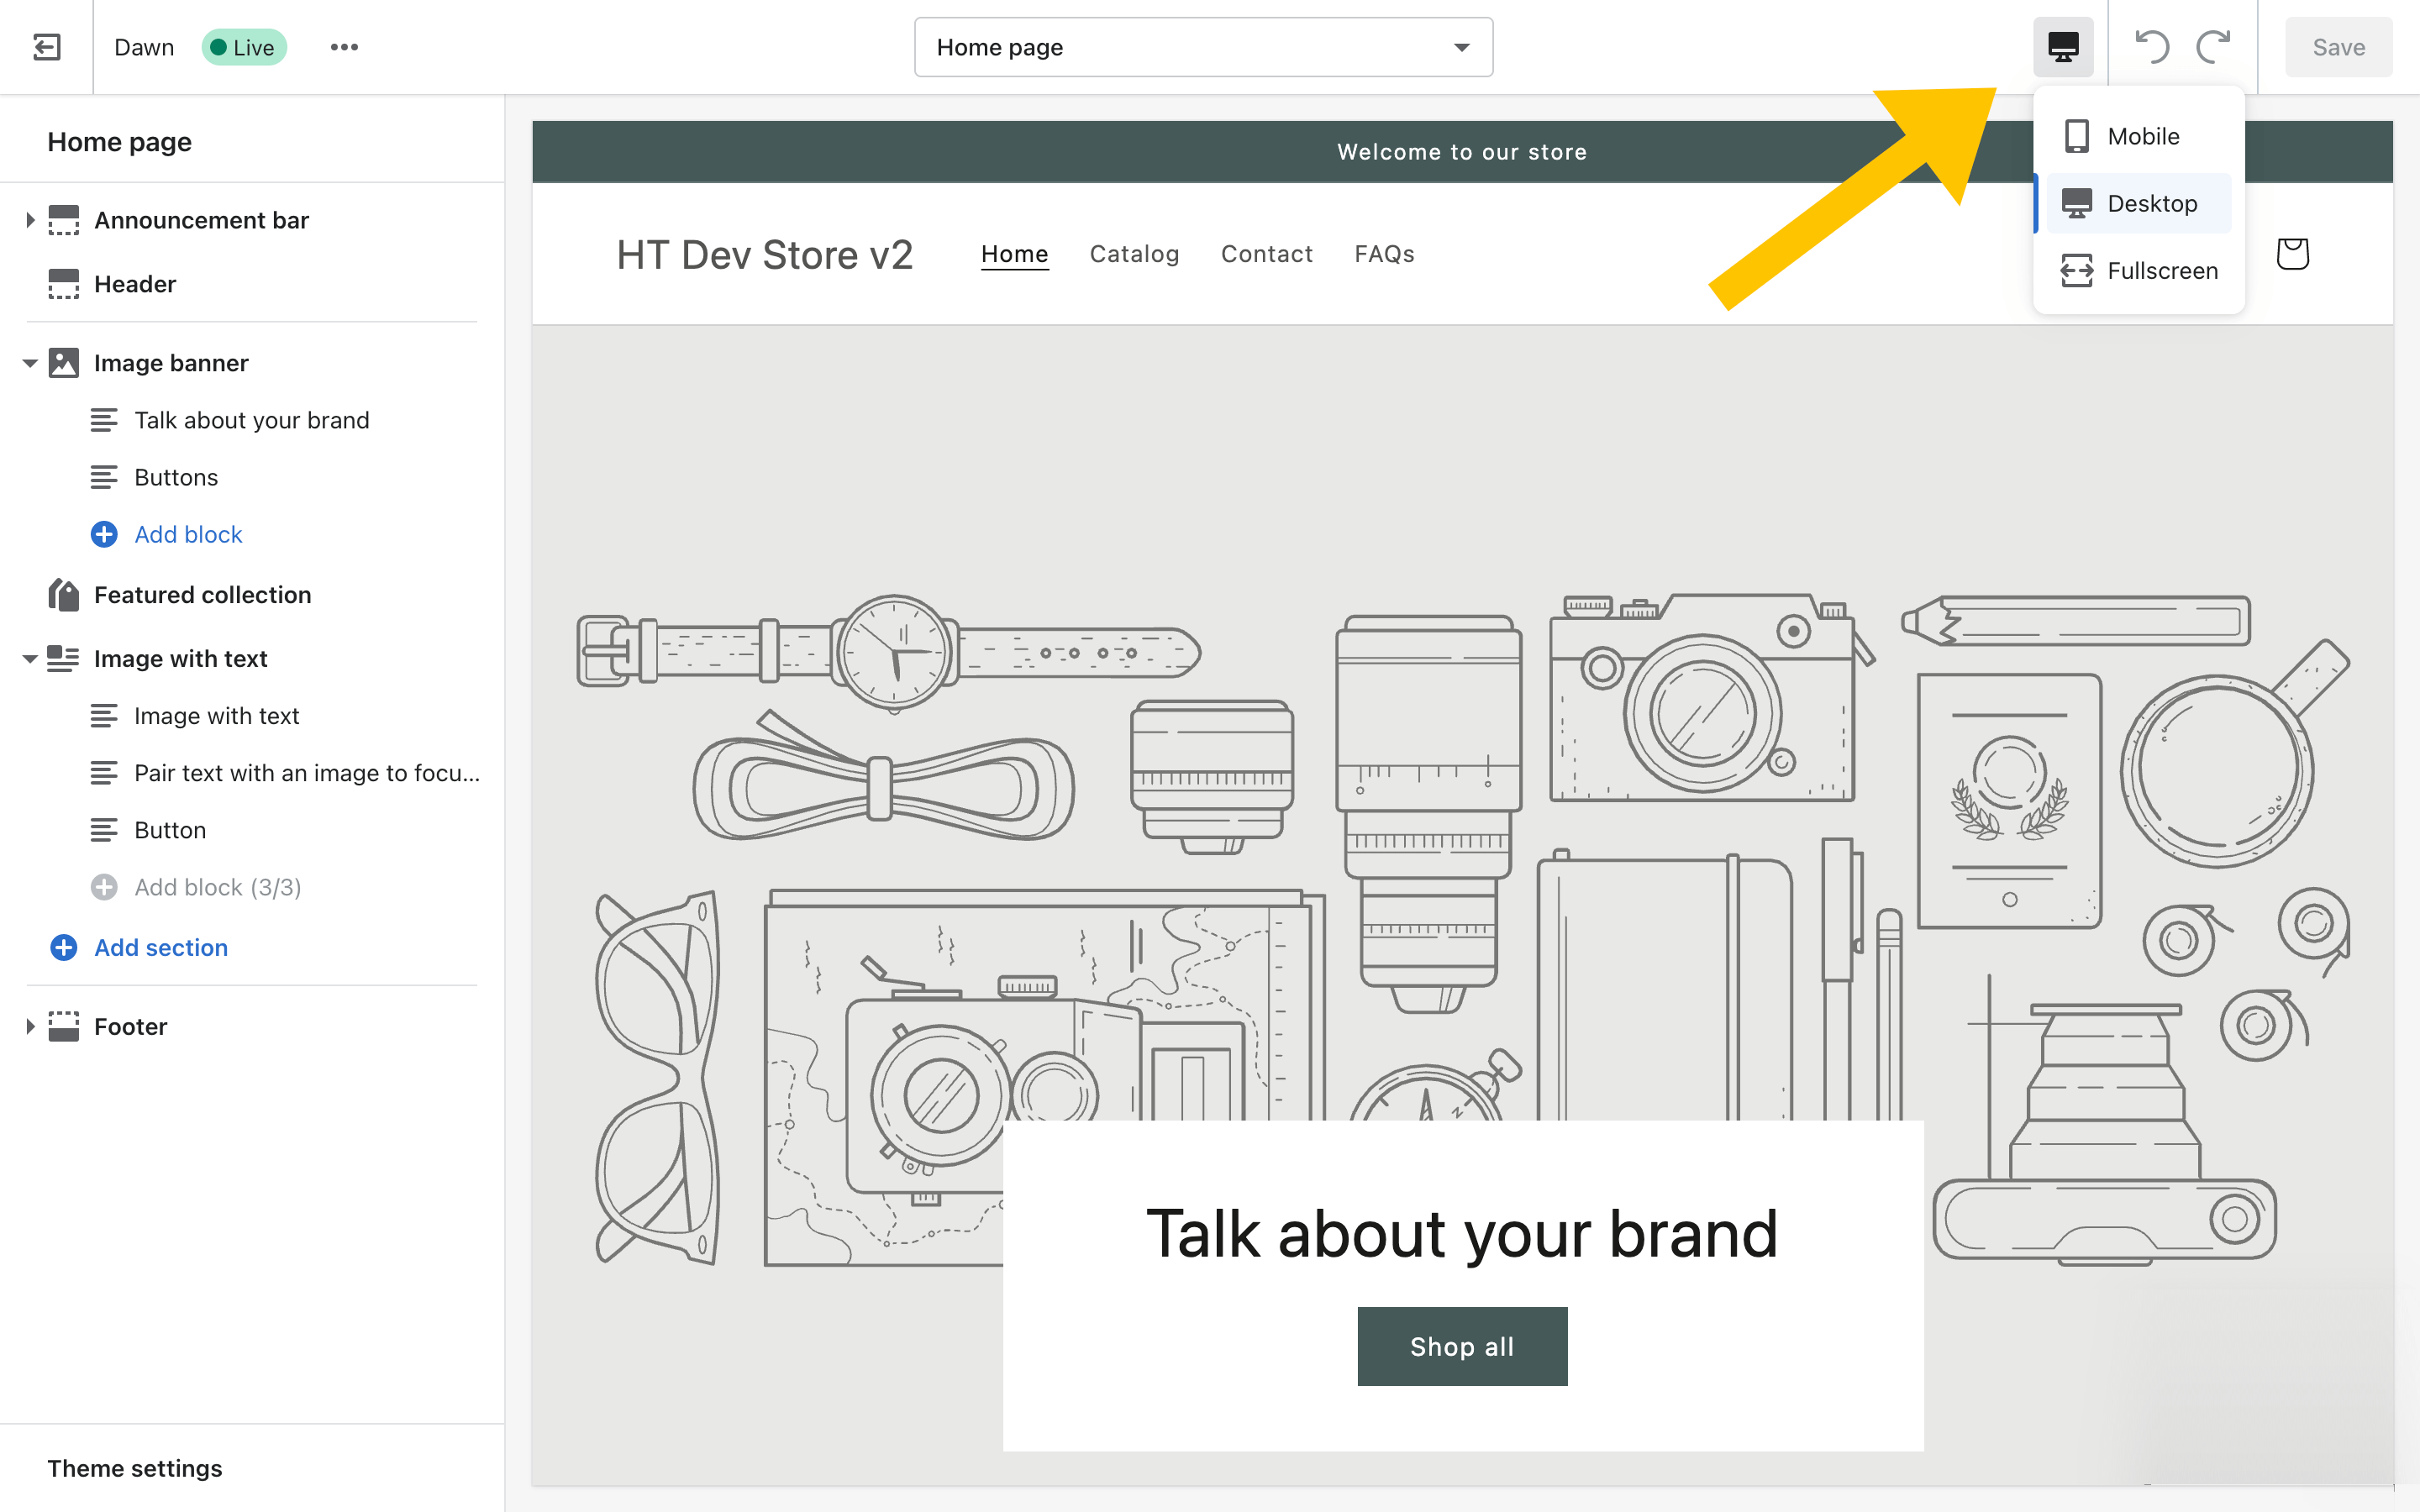 Dawn
Live
Home page
Save
Mobile
Desktop
Fullscreen
Home page
Announcement bar
Header
Image banner
Talk about your brand
Buttons
Add block
Featured collection
Image with text
Image with text
Pair text with an image to focu...
Button
Add block (3/3)
Add section
Footer
Theme settings
Welcome to our store
HT Dev Store v2
Home
Catalog
Contact
FAQs
Talk about your brand
Shop all